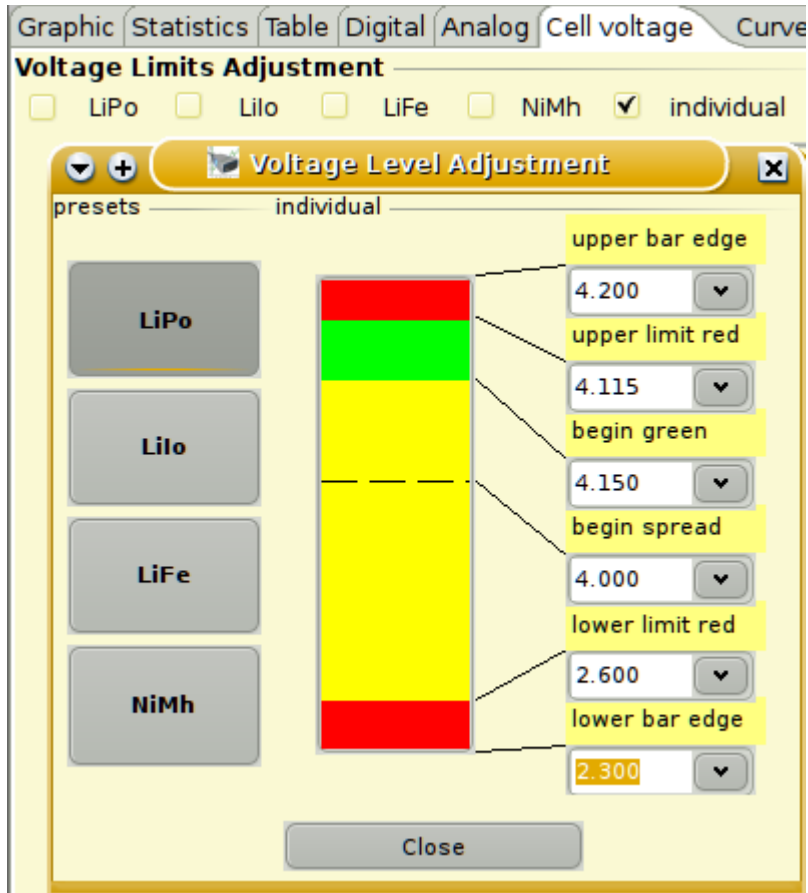 Graphic Statistics Table Digital Analog Cell voltage Curve
Voltage Limits Adjustment
LiPo LiIo LiFe NiMh individual
Voltage Level Adjustment
presets individual
upper bar edge
4.200
LiPo
upper limit red
4.115
LiIo
begin green
4.150
begin spread
4.000
LiFe
lower limit red
2.600
NiMh
lower bar edge
2.300
Close